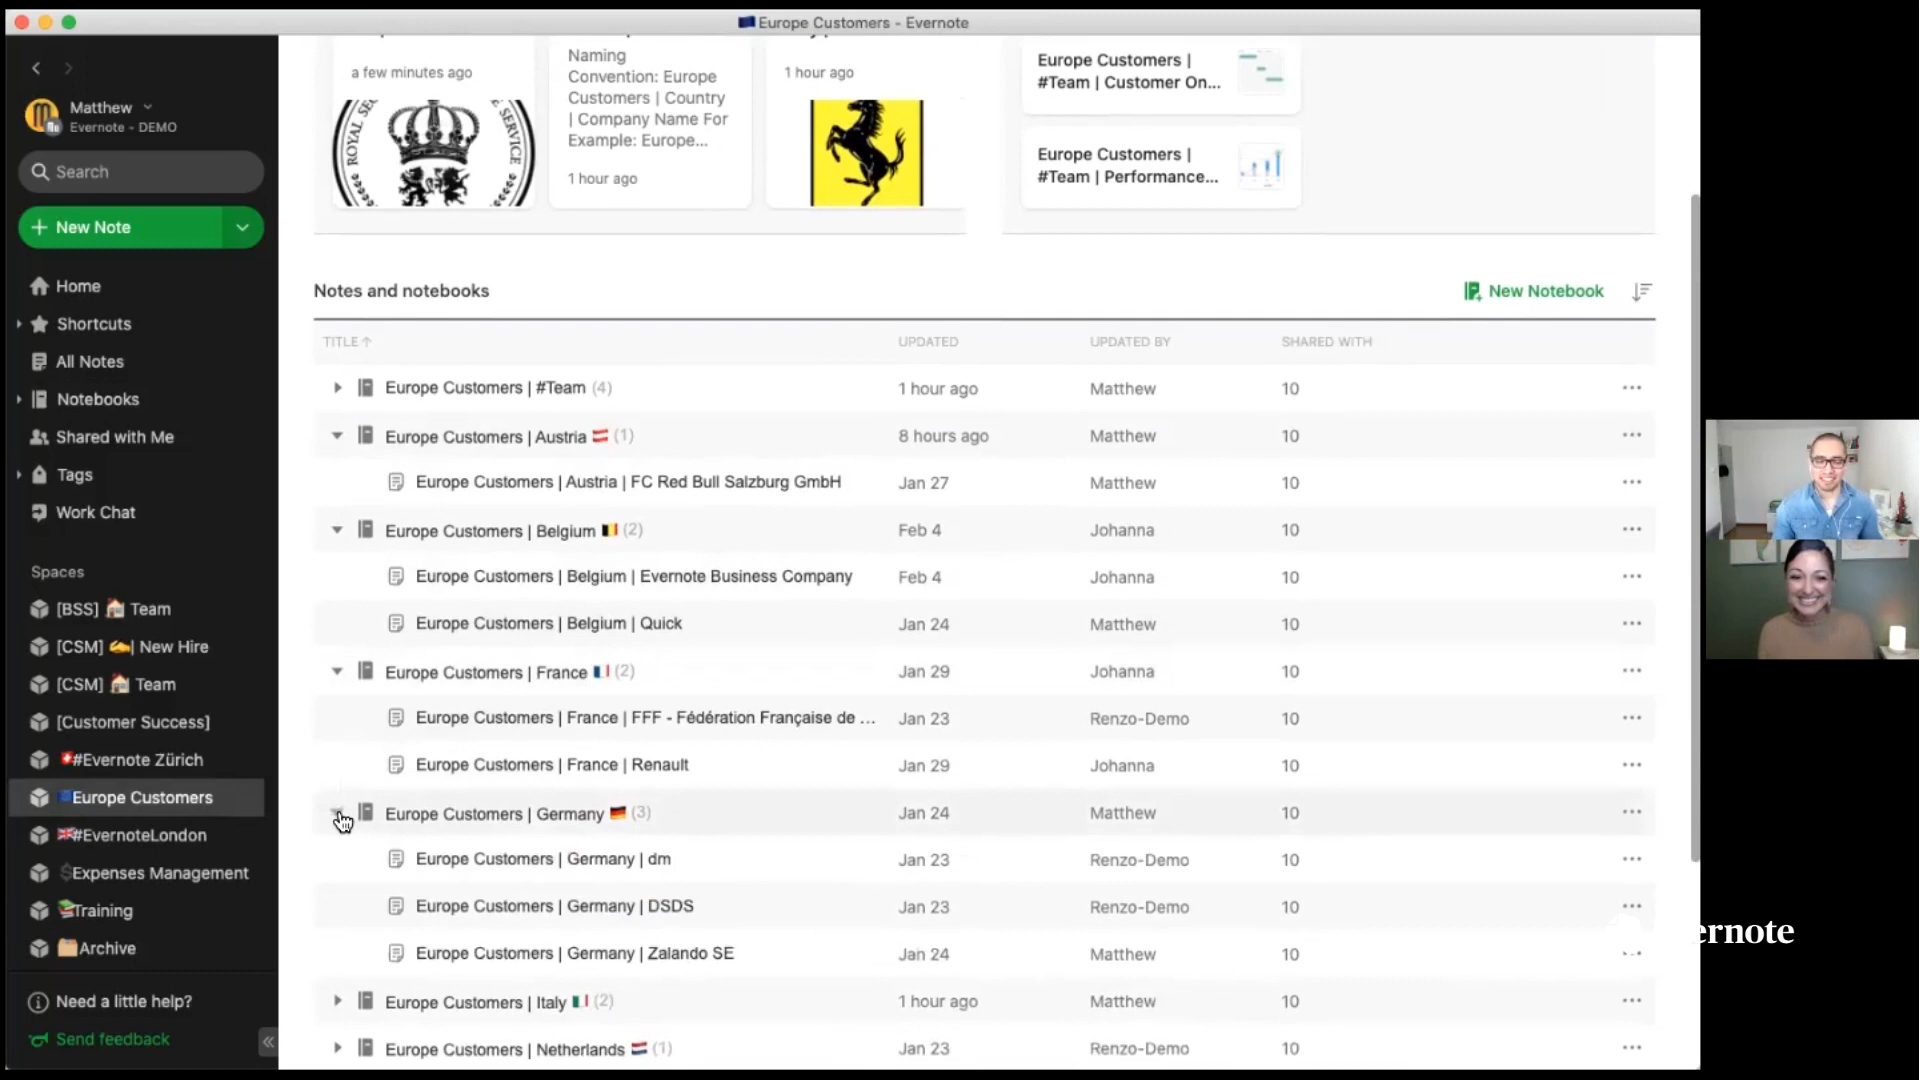 Europe Customers - Evernote
Matthew
Evernote - DEMO
Search
New Note
Home
Shortcuts
All Notes
Notebooks
Shared with Me
Tags
Work Chat
Spaces
[BSS] Team
[CSM] | New Hire
[CSM] Team
[Customer Success]
#Evernote Zürich
Europe Customers
#EvernoteLondon
Expenses Management
Training
Archive
Need a little help?
Send feedback
a few minutes ago
ROYAL SE
SERVICE
Naming
Convention: Europe
Customers | Country
| Company Name For
Example: Europe...
1 hour ago
1 hour ago
Europe Customers |
#Team | Customer On...
Europe Customers |
#Team | Performance...
Notes and notebooks
New Notebook
TITLE UPDATED UPDATED BY SHARED WITH
Europe Customers | #Team (4) 1 hour ago Matthew 10
Europe Customers | Austria (1) 8 hours ago Matthew 10
Europe Customers | Austria | FC Red Bull Salzburg GmbH Jan 27 Matthew 10
Europe Customers | Belgium (2) Feb 4 Johanna 10
Europe Customers | Belgium | Evernote Business Company Feb 4 Johanna 10
Europe Customers | Belgium | Quick Jan 24 Matthew 10
Europe Customers | France (2) Jan 29 Johanna 10
Europe Customers | France | FFF - Fédération Française de ... Jan 23 Renzo-Demo 10
Europe Customers | France | Renault Jan 29 Johanna 10
Europe Customers | Germany (3) Jan 24 Matthew 10
Europe Customers | Germany | dm Jan 23 Renzo-Demo 10
Europe Customers | Germany | DSDS Jan 23 Renzo-Demo 10
Europe Customers | Germany | Zalando SE Jan 24 Matthew 10
Europe Customers | Italy (2) 1 hour ago Matthew 10
Europe Customers | Netherlands (1) Jan 23 Renzo-Demo 10
ernote